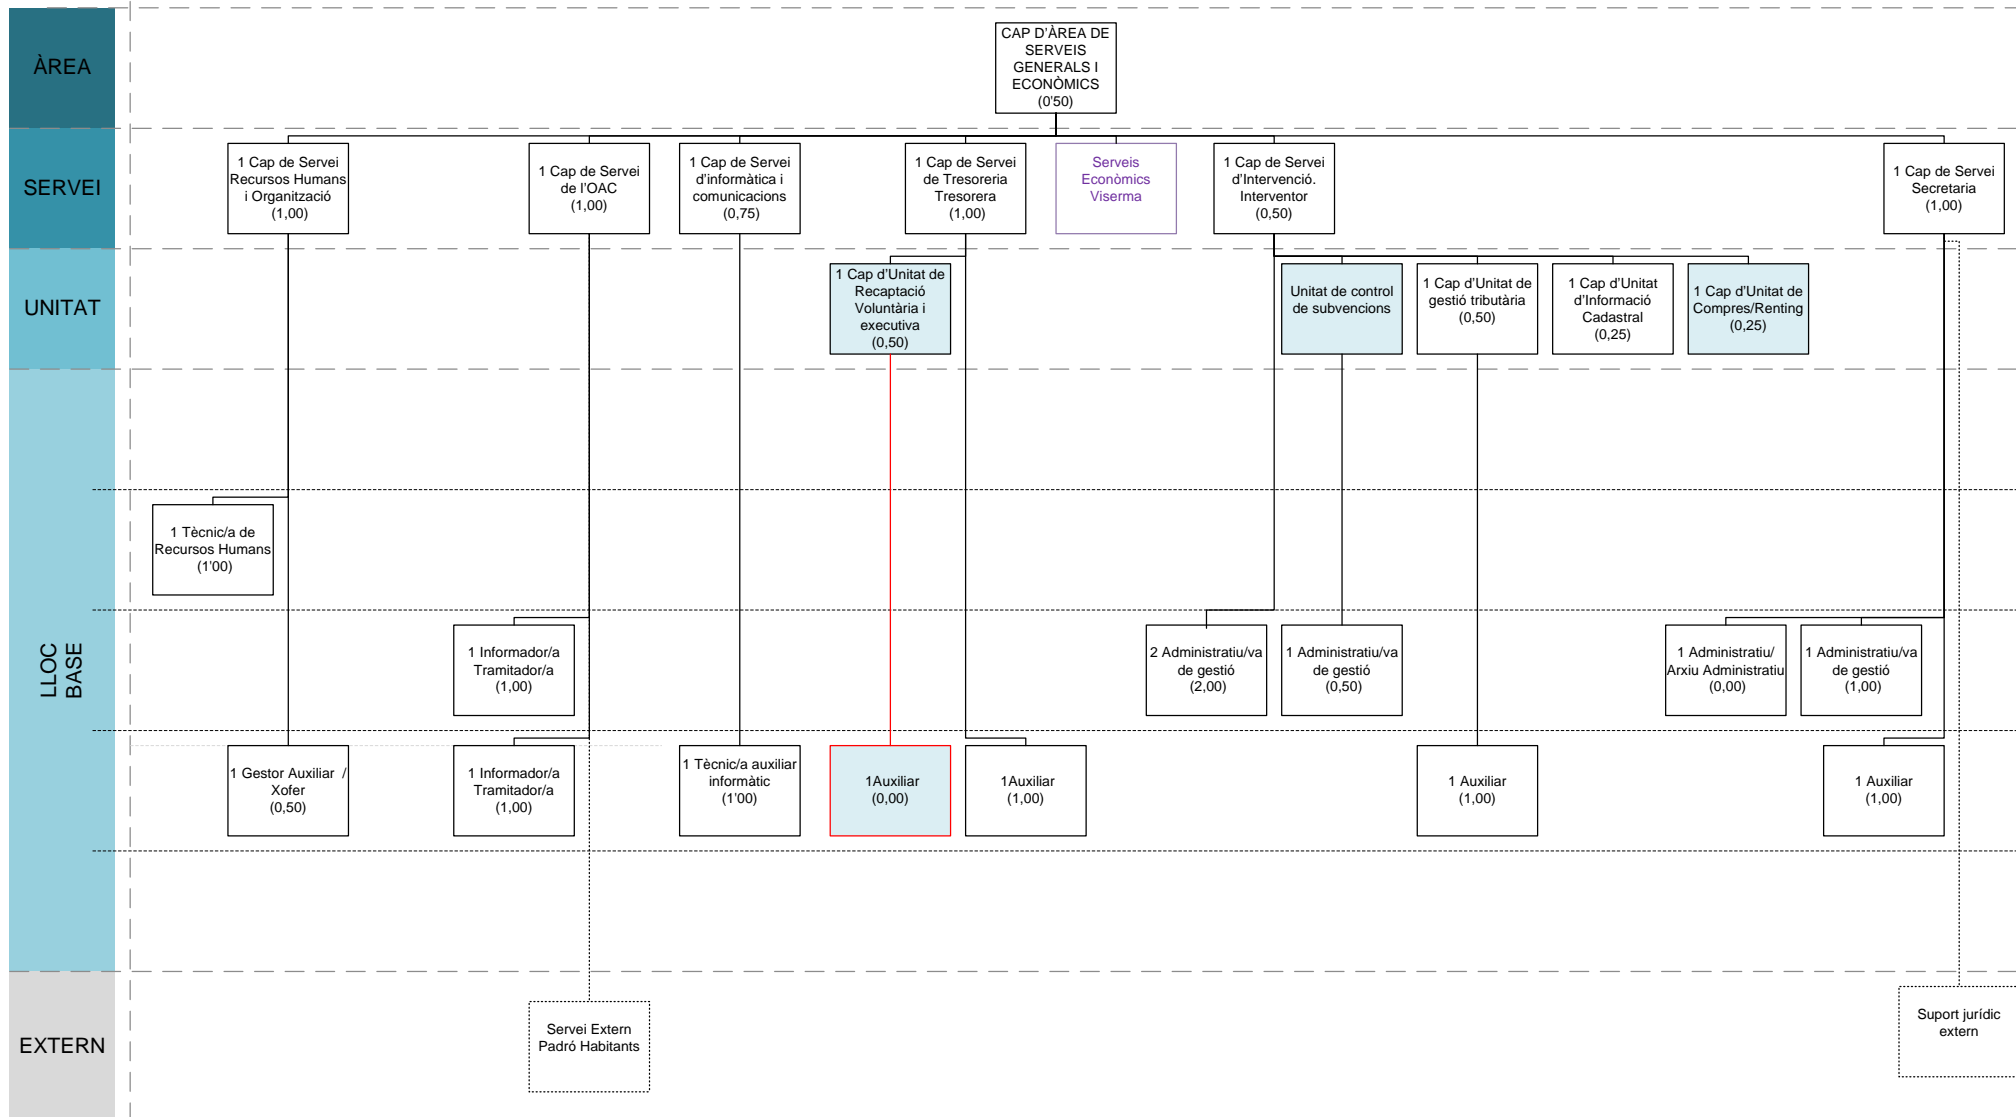 ÀREA
CAP D'ÀREA DE
SERVEIS
GENERALS I
ECONÒMICS
(0'50)
SERVEI
1 Cap de Servei
Recursos Humans
i Organització
(1,00)
1 Cap de Servei
de l'OAC
(1,00)
1 Cap de Servei
d'informàtica i
comunicacions
(0,75)
1 Cap de Servei
de Tresoreria
Tresorera
(1,00)
Serveis
Econòmics
Viserma
1 Cap de Servei
d'Intervenció.
Interventor
(0,50)
1 Cap de Servei
Secretaria
(1,00)
UNITAT
1 Cap d'Unitat de
Recaptació
Voluntària i
executiva
(0,50)
Unitat de control
de subvencions
1 Cap d'Unitat de
gestió tributària
(0,50)
1 Cap d'Unitat
d'Informació
Cadastral
(0,25)
1 Cap d'Unitat de
Compres/Renting
(0,25)
LLOC
BASE
1 Tècnic/a de
Recursos Humans
(1'00)
1 Informador/a
Tramitador/a
(1,00)
2 Administratiu/va
de gestió
(2,00)
1 Administratiu/va
de gestió
(0,50)
1 Administratiu/
Arxiu Administratiu
(0,00)
1 Administratiu/va
de gestió
(1,00)
1 Gestor Auxiliar /
Xofer
(0,50)
1 Informador/a
Tramitador/a
(1,00)
1 Tècnic/a auxiliar
informàtic
(1'00)
1Auxiliar
(0,00)
1Auxiliar
(1,00)
1 Auxiliar
(1,00)
1 Auxiliar
(1,00)
EXTERN
Servei Extern
Padró Habitants
Suport jurídic
extern